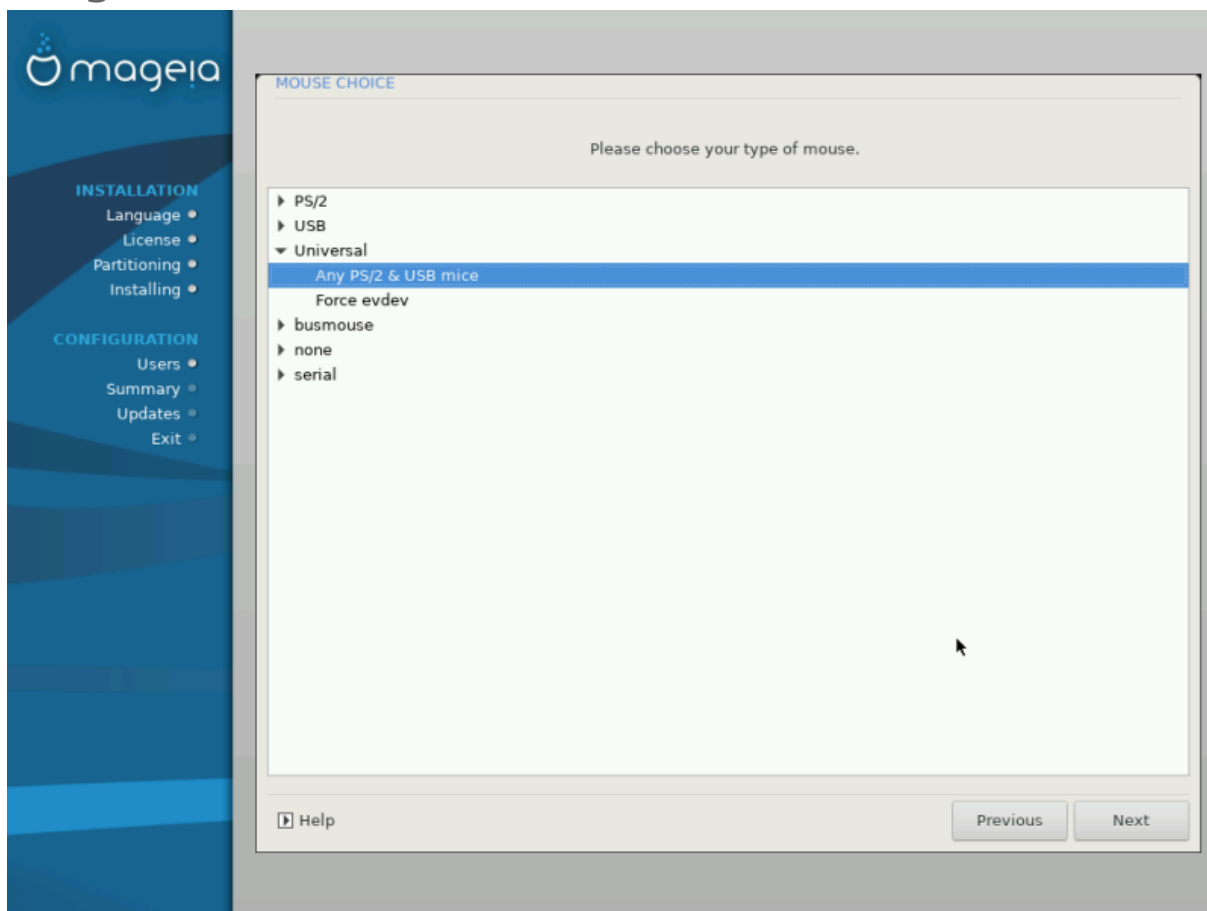 mageia
INSTALLATION
Language
License
Partitioning
Installing
CONFIGURATION
Users
Summary
Updates
Exit
MOUSE CHOICE
Please choose your type of mouse.
PS/2
USB
Universal
Any PS/2 & USB mice
Force evdev
busmouse
none
serial
Help
Previous
Next